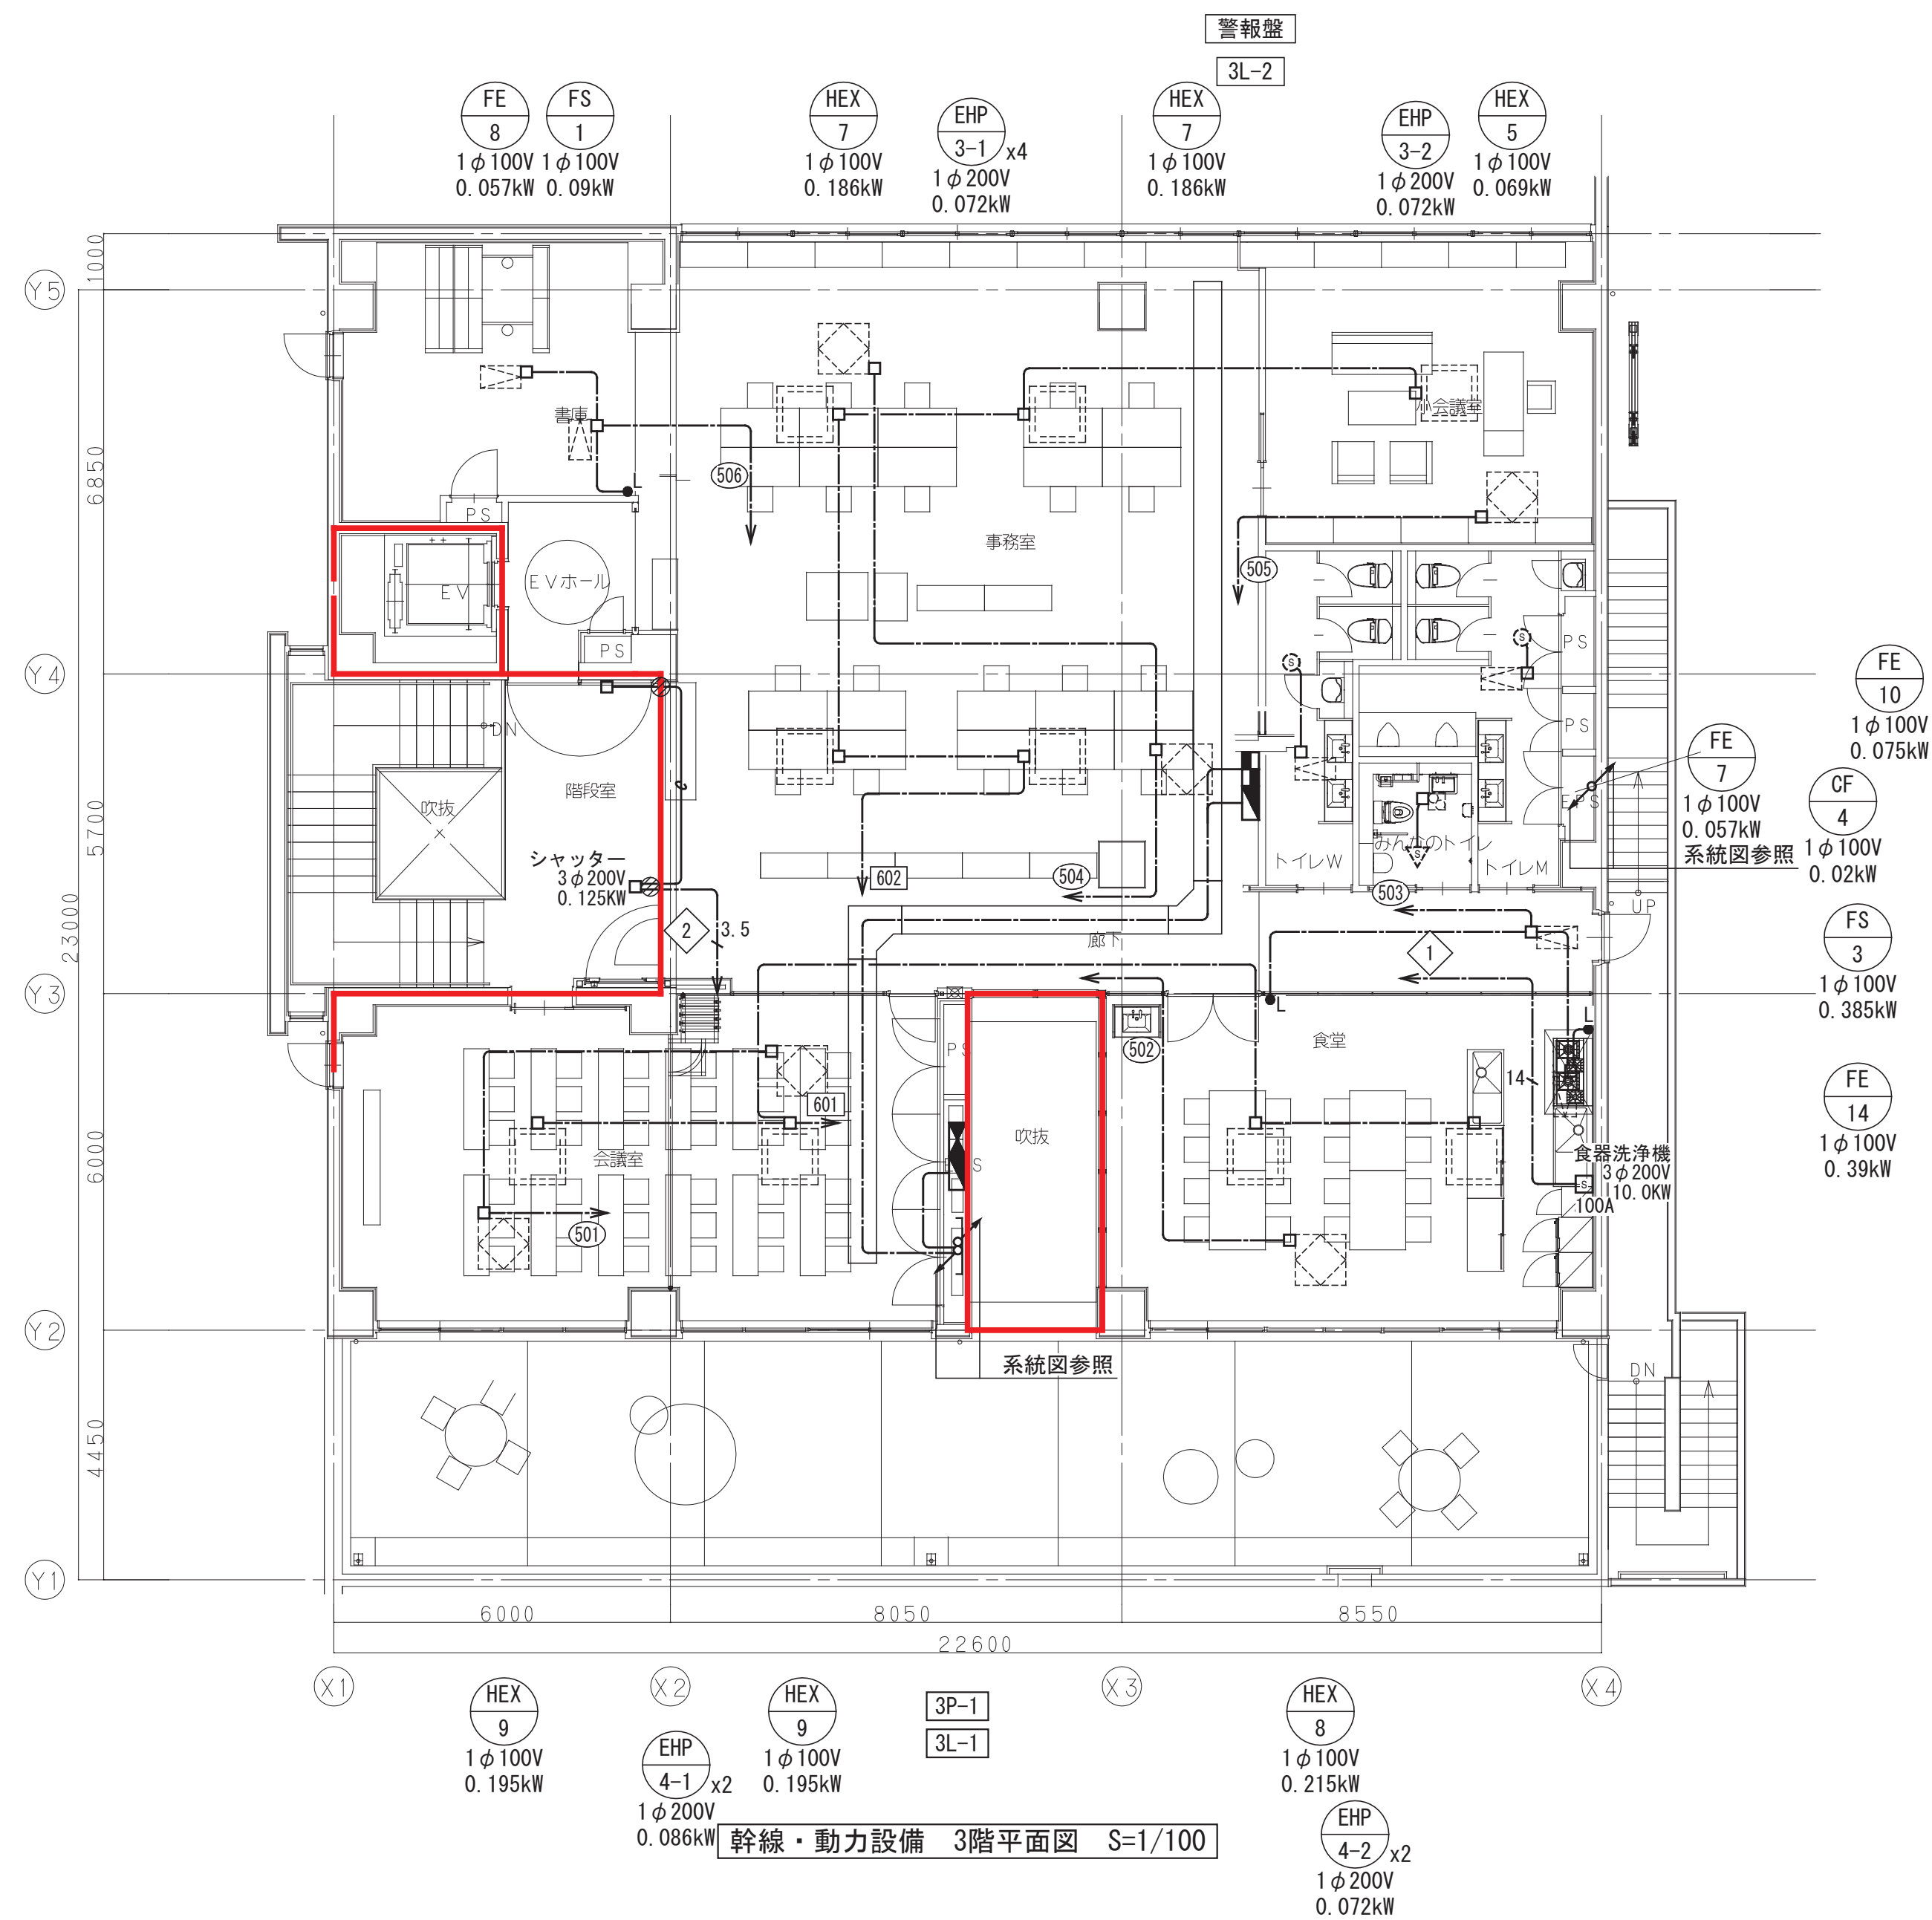 警報盤
3L-2
FE
8
1φ100V
0.057kW
FS
1
1φ100V
0.09kW
HEX
7
1φ100V
0.186kW
EHP
3-1
x4
1φ200V
0.072kW
HEX
7
1φ100V
0.186kW
EHP
3-2
1φ200V
0.072kW
HEX
5
1φ100V
0.069kW
Y5
1000
6850
書庫
L
506
事務室
小会議室
505
PS
EV
EVホール
PS
Y4
S
S
PS
PS
EPS
FE
10
1φ100V
0.075kW
FE
7
1φ100V
0.057kW
系統図参照
CF
4
1φ100V
0.02kW
DN
階段室
吹抜
5700
シャッター
3φ200V
0.125KW
2
3.5
602
504
トイレW
みんなのトイレ
S
トイレM
503
UP
23000
廊下
1
FS
3
1φ100V
0.385kW
Y3
L
L
PS
502
食堂
14
601
吹抜
会議室
S
6000
501
食器洗浄機
3φ200V
10.0KW
S
100A
FE
14
1φ100V
0.39kW
Y2
系統図参照
DN
4450
Y1
6000
8050
8550
22600
X1
X2
X3
X4
HEX
9
1φ100V
0.195kW
EHP
4-1
x2
1φ200V
0.086kW
HEX
9
1φ100V
0.195kW
3P-1
3L-1
HEX
8
1φ100V
0.215kW
EHP
4-2
x2
1φ200V
0.072kW
幹線・動力設備　3階平面図　S=1/100